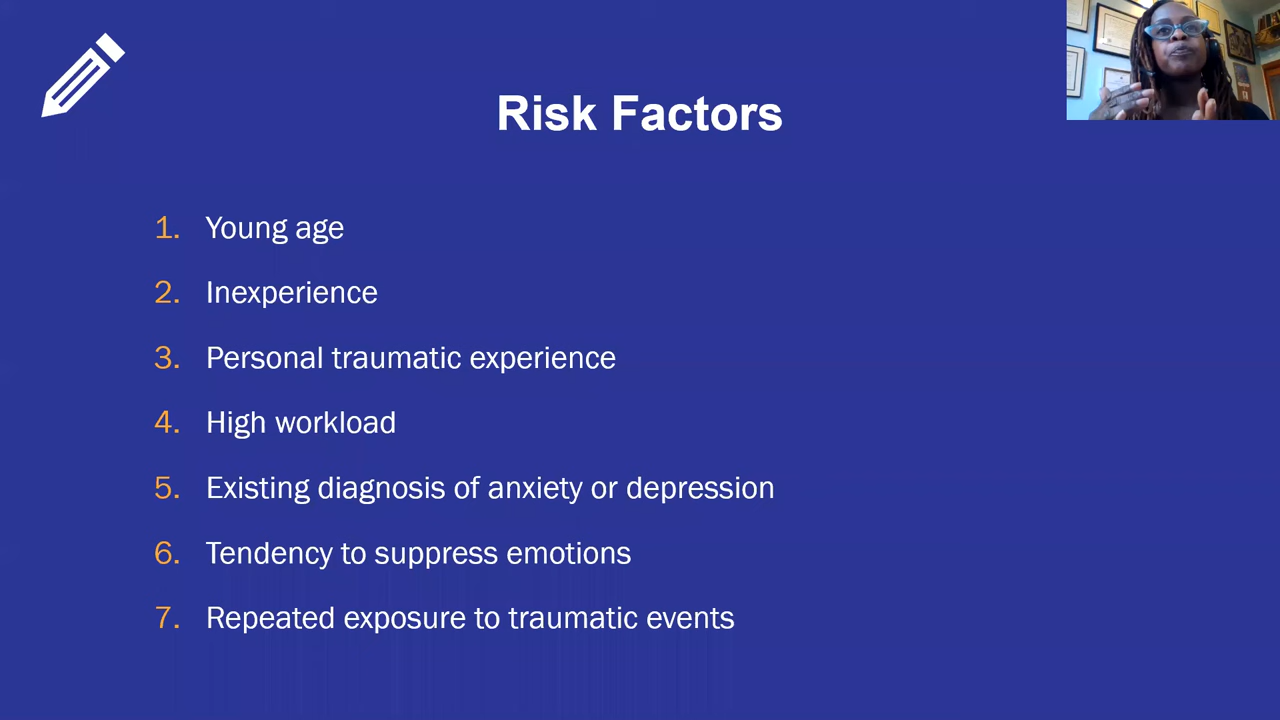 Risk Factors
1. Young age
2. Inexperience
3. Personal traumatic experience
4. High workload
5. Existing diagnosis of anxiety or depression
6. Tendency to suppress emotions
7. Repeated exposure to traumatic events